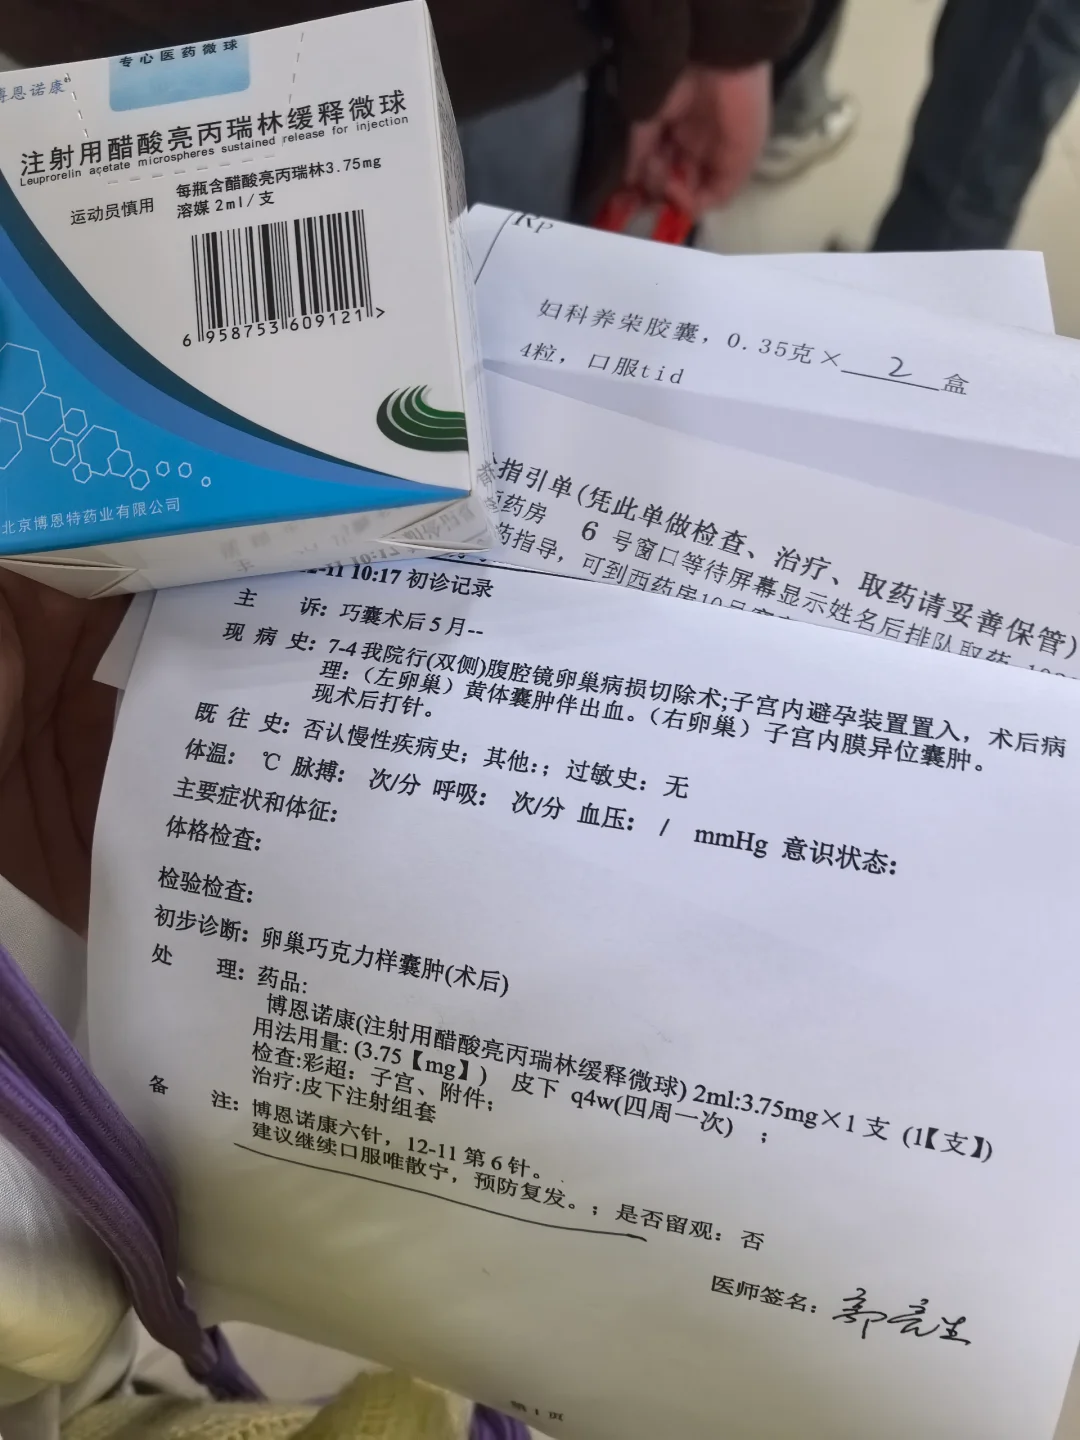 专心医药微球
博恩诺康
注射用醋酸亮丙瑞林缓释微球
Leuprorelin acetate microspheres sustained release for injection
运动员慎用
每瓶含醋酸亮丙瑞林3.75mg
溶媒 2ml/支
6 958753 609121 >
北京博恩特药业有限公司
Rp
妇科养荣胶囊，0.35克× 2 盒
4粒，口服tid
指引单(凭此单做检查、治疗、取药请妥善保管)
药房 6 号窗口等待屏幕显示姓名后排队取药
药指导，可到西药房10号窗
-11 10:17 初诊记录
主 诉: 巧囊术后5月--
现 病 史: 7-4我院行(双侧)腹腔镜卵巢病损切除术;子宫内避孕装置置入，术后病
理:（左卵巢）黄体囊肿伴出血。（右卵巢）子宫内膜异位囊肿。
现术后打针。
既 往 史: 否认慢性疾病史；其他:；过敏史: 无
体温: ℃ 脉搏: 次/分 呼吸: 次/分 血压: / mmHg 意识状态:
主要症状和体征:
体格检查:
检验检查:
初步诊断: 卵巢巧克力样囊肿(术后)
处 理: 药品:
博恩诺康(注射用醋酸亮丙瑞林缓释微球) 2ml:3.75mg×1支 (1【支】)
用法用量: (3.75【mg】) 皮下 q4w(四周一次) ；
检查:彩超: 子宫、附件；
治疗:皮下注射组套
备 注: 博恩诺康六针，12-11 第6针。
建议继续口服唯散宁，预防复发。；是否留观: 否
医师签名:
第 1 页